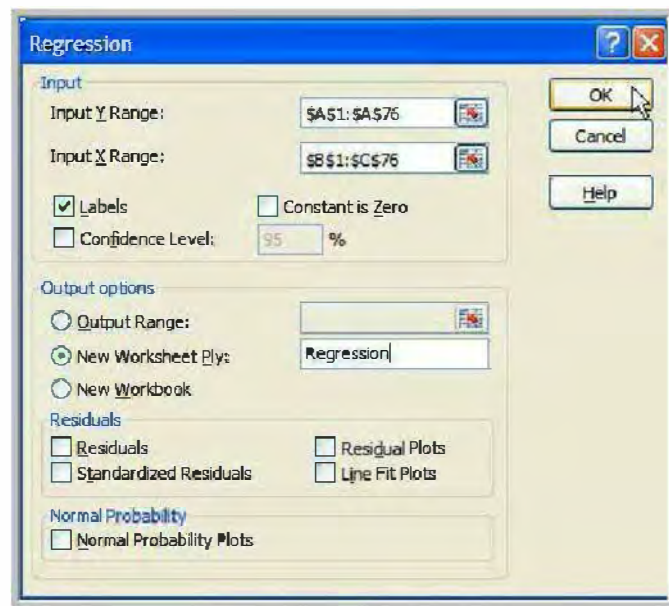 Regression
Input
Input Y Range: $A$1:$A$76
OK
Input X Range: $B$1:$C$76
Cancel
Labels Constant is Zero
Help
Confidence Level: 95 %
Output options
Output Range:
New Worksheet Ply: Regression
New Workbook
Residuals
Residuals Residual Plots
Standardized Residuals Line Fit Plots
Normal Probability
Normal Probability Plots